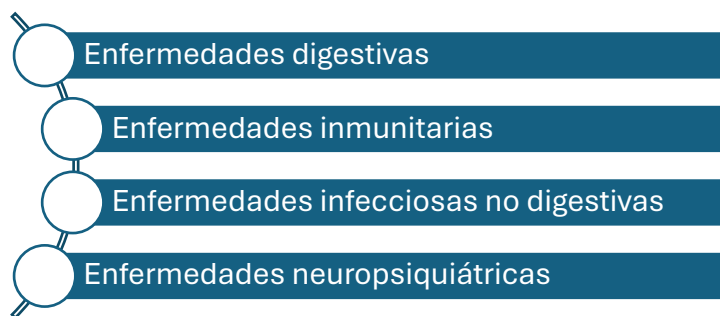 Enfermedades digestivas
Enfermedades inmunitarias
Enfermedades infecciosas no digestivas
Enfermedades neuropsiquiátricas